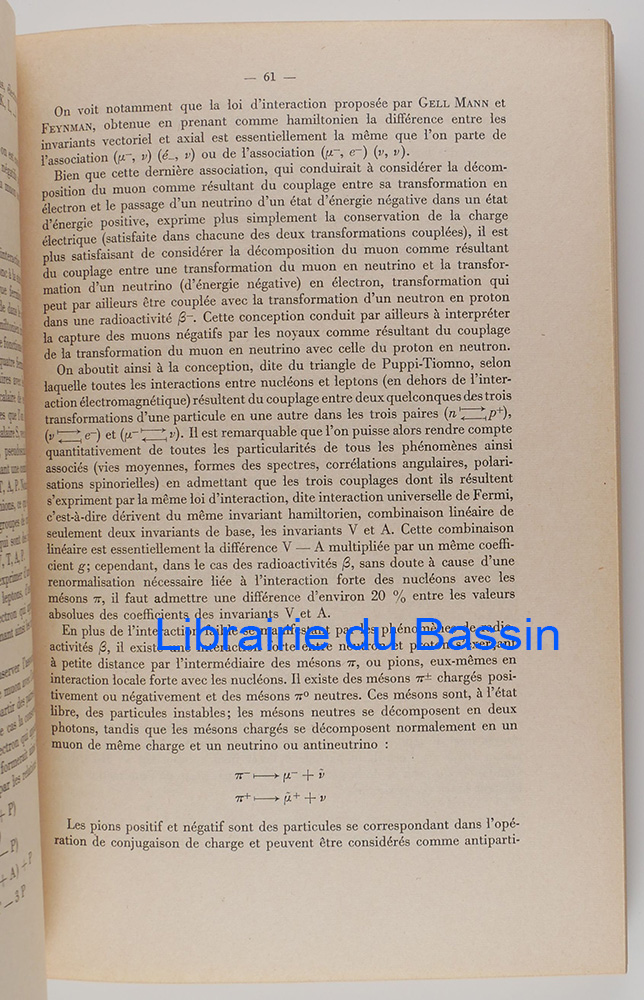 — 61 —
On voit notamment que la loi d'interaction proposée par GELL MANN et
FEYNMAN, obtenue en prenant comme hamiltonien la différence entre les
invariants vectoriel et axial est essentiellement la même que l'on parte de
l'association (μ⁻, ν) (é_, ν) ou de l'association (μ⁻, e⁻) (ν, ν).
Bien que cette dernière association, qui conduirait à considérer la décom-
position du muon comme résultant du couplage entre sa transformation en
électron et le passage d'un neutrino d'un état d'énergie négative dans un état
d'énergie positive, exprime plus simplement la conservation de la charge
électrique (satisfaite dans chacune des deux transformations couplées), il est
plus satisfaisant de considérer la décomposition du muon comme résultant
du couplage entre une transformation du muon en neutrino et la transfor-
mation d'un neutrino (d'énergie négative) en électron, transformation qui
peut par ailleurs être couplée avec la transformation d'un neutron en proton
dans une radioactivité β⁻. Cette conception conduit par ailleurs à interpréter
la capture des muons négatifs par les noyaux comme résultant du couplage
de la transformation du muon en neutrino avec celle du proton en neutron.
On aboutit ainsi à la conception, dite du triangle de Puppi-Tiomno, selon
laquelle toutes les interactions entre nucléons et leptons (en dehors de l'inter-
action électromagnétique) résultent du couplage entre deux quelconques des trois
transformations d'une particule en une autre dans les trois paires (n ⇄ p⁺),
(ν ⇄ e⁻) et (μ⁻ ⇄ ν). Il est remarquable que l'on puisse alors rendre compte
quantitativement de toutes les particularités de tous les phénomènes ainsi
associés (vies moyennes, formes des spectres, corrélations angulaires, polari-
sations spinorielles) en admettant que les trois couplages dont ils résultent
s'expriment par la même loi d'interaction, dite interaction universelle de Fermi,
c'est-à-dire dérivent du même invariant hamiltorien, combinaison linéaire de
seulement deux invariants de base, les invariants V et A. Cette combinaison
linéaire est essentiellement la différence V — A multipliée par un même coeffi-
cient g; cependant, dans le cas des radioactivités β, sans doute à cause d'une
renormalisation nécessaire liée à l'interaction forte des nucléons avec les
mésons π, il faut admettre une différence d'environ 20 % entre les valeurs
absolues des coefficients des invariants V et A.
En plus de l'interaction faible se manifestant par les phénomènes de radio-
Librairie du Bassin
activités β, il existe une interaction forte entre neutron et proton s'exerçant
à petite distance par l'intermédiaire des mésons π, ou pions, eux-mêmes en
interaction locale forte avec les nucléons. Il existe des mésons π± chargés posi-
tivement ou négativement et des mésons π⁰ neutres. Ces mésons sont, à l'état
libre, des particules instables; les mésons neutres se décomposent en deux
photons, tandis que les mésons chargés se décomposent normalement en un
muon de même charge et un neutrino ou antineutrino :
π⁻ ⟼ μ⁻ + ν̃
π⁺ ⟼ μ̃⁺ + ν
Les pions positif et négatif sont des particules se correspondant dans l'opé-
ration de conjugaison de charge et peuvent être considérés comme antiparti-